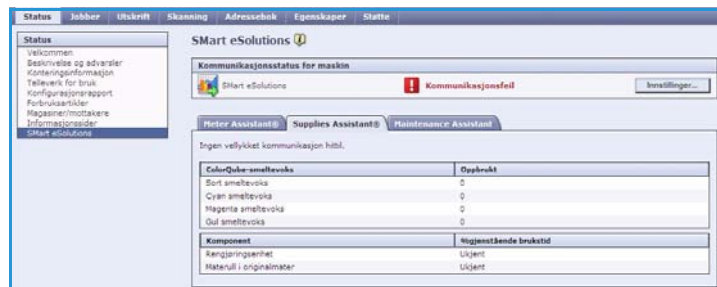 Status Jobber Utskrift Skanning Adressebok Egenskaper Støtte
Status
Velkommen
Beskrivelse og advarsler
Konteringsinformasjon
Telleverk for bruk
Konfigurasjonsrapport
Forbruksartikler
Magasiner/mottakere
Informasjonssider
SMart eSolutions
SMart eSolutions
Kommunikasjonsstatus for maskin
SMart eSolutions
Kommunikasjonsfeil
Innstillinger...
Meter Assistant® Supplies Assistant® Maintenance Assistant
Ingen vellykket kommunikasjon hittil.
ColorQube-smeltevoks Oppbrukt
Sort smeltevoks 0
Cyan smeltevoks 0
Magenta smeltevoks 0
Gul smeltevoks 0
Komponent %gjenstående brukstid
Rengjøringsenhet Ukjent
Materull i originalmater Ukjent